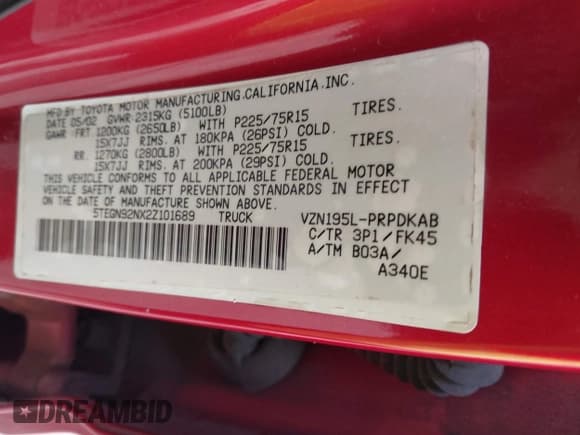 MFD BY TOYOTA MOTOR MANUFACTURING.CALIFORNIA.INC.
DATE 05/02 GVWR 2315KG (5100LB)
GAWR FRT 1200KG (2650LB) WITH P225/75R15 TIRES.
15X7JJ RIMS. AT 180KPA (26PSI) COLD.
RR. 1270KG (2800LB) WITH P225/75R15 TIRES.
15X7JJ RIMS. AT 200KPA (29PSI) COLD.
THIS VEHICLE CONFORMS TO ALL APPLICABLE FEDERAL MOTOR
VEHICLE SAFETY STANDARDS IN EFFECT ON THE
DATE OF MANUFACTURE SHOWN ABOVE.
5TEGN92NX2Z101689 TRUCK VZN195L-PRPDKAB
C/TR 3P1/FK45
A/TM B03A/
A340E
DREAMBID